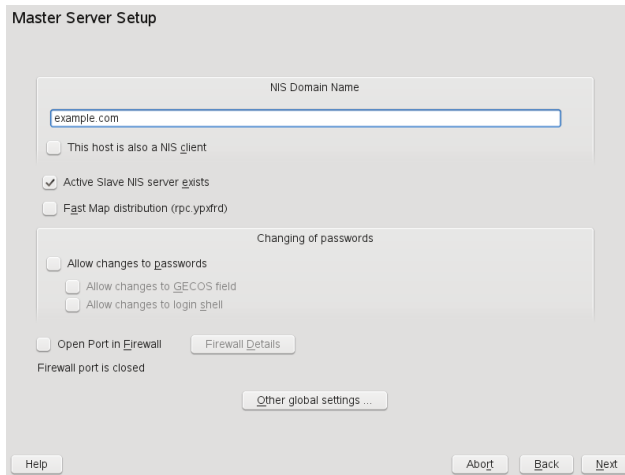 Master Server Setup
NIS Domain Name
example.com
This host is also a NIS client
Active Slave NIS server exists
Fast Map distribution (rpc.ypxfrd)
Changing of passwords
Allow changes to passwords
Allow changes to GECOS field
Allow changes to login shell
Open Port in Firewall Firewall Details
Firewall port is closed
Other global settings ...
Help Abort Back Next